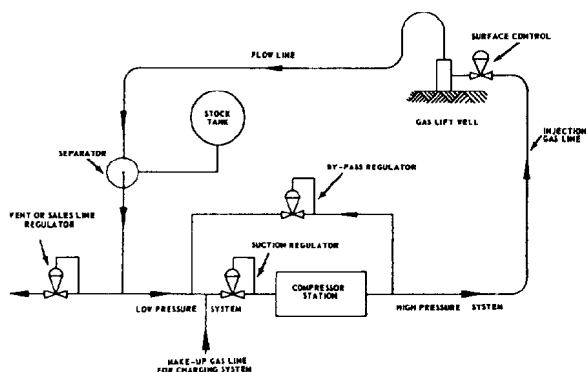 SURFACE CONTROL
FLOW LINE
STOCK
TANK
GAS LIFT WELL
INJECTION
GAS LINE
SEPARATOR
BY-PASS REGULATOR
VENT OR SALES LINE
REGULATOR
SUCTION REGULATOR
COMPRESSOR
STATION
LOW PRESSURE SYSTEM
HIGH PRESSURE SYSTEM
MAKE-UP GAS LINE
FOR CHARGING SYSTEM